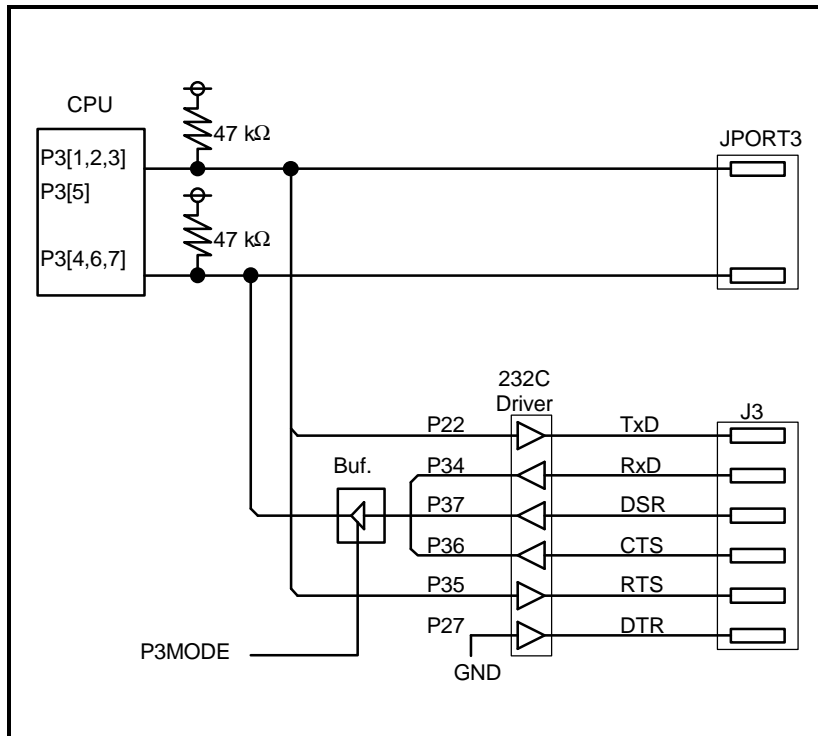 CPU
47 kΩ
JPORT3
P3[1,2,3]
P3[5]
47 kΩ
P3[4,6,7]
232C
Driver
J3
P22
TxD
Buf.
P34
RxD
P37
DSR
P36
CTS
P35
RTS
P27
DTR
P3MODE
GND